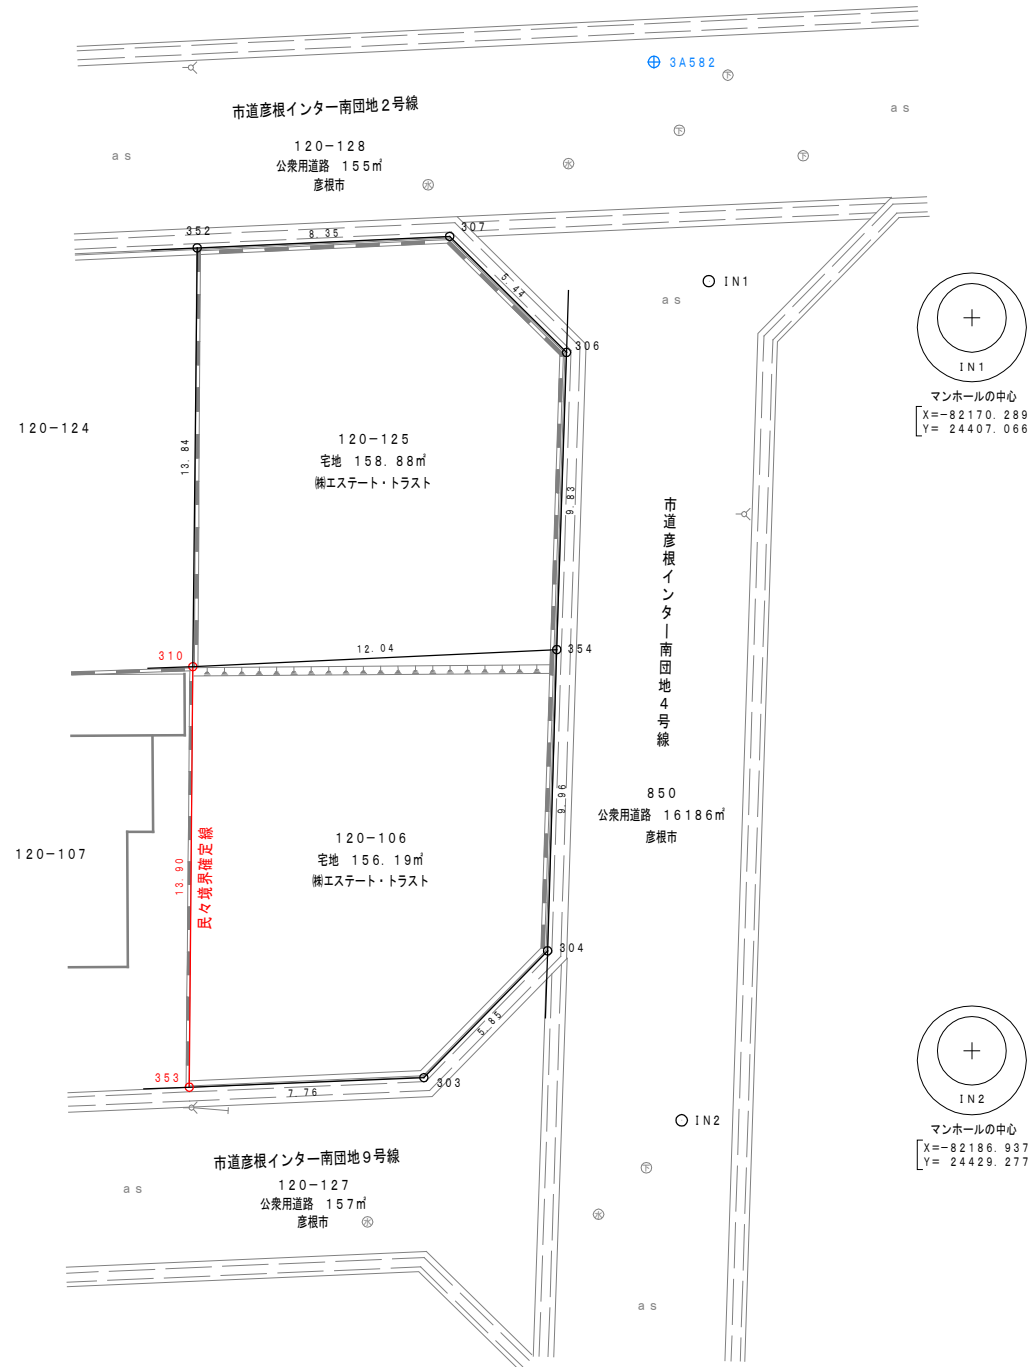 3A582
市道彦根インター南団地2号線
as
as
120-128
公衆用道路 155㎡
彦根市
下
下
下
水
水
352
8.35
307
5.44
IN1
as
306
IN1
マンホールの中心
X=-82170.289
Y= 24407.066
120-124
13.84
120-125
宅地 158.88㎡
㈱エステート・トラスト
9.83
市道彦根インター南団地4号線
310
12.04
354
850
公衆用道路 16186㎡
彦根市
9.96
120-107
13.90
民々境界確定線
120-106
宅地 156.19㎡
㈱エステート・トラスト
304
5.85
353
7.76
303
IN2
IN2
マンホールの中心
X=-82186.937
Y= 24429.277
市道彦根インター南団地9号線
as
120-127
公衆用道路 157㎡
彦根市
水
下
水
as